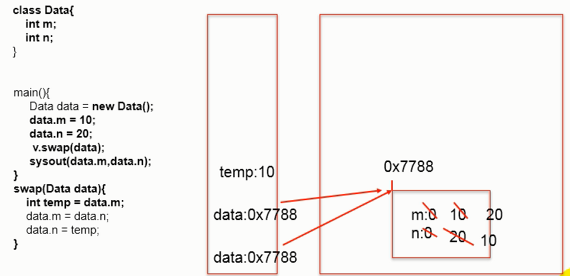 class Data{
int m;
int n;
}
main(){
Data data = new Data();
data.m = 10;
data.n = 20;
v.swap(data);
sysout(data.m,data.n);
}
swap(Data data){
int temp = data.m;
data.m = data.n;
data.n = temp;
}
temp:10
data:0x7788
data:0x7788
0x7788
m:0 10 20
n:0 20 10